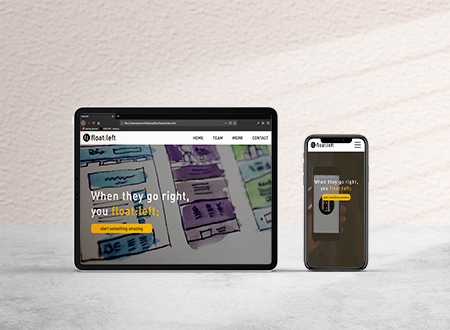 float:left
HOME TEAM WORK CONTACT
When they go right,
you float:left;
start something amazing
float:left
When they go right,
you float:left;
start something amazing